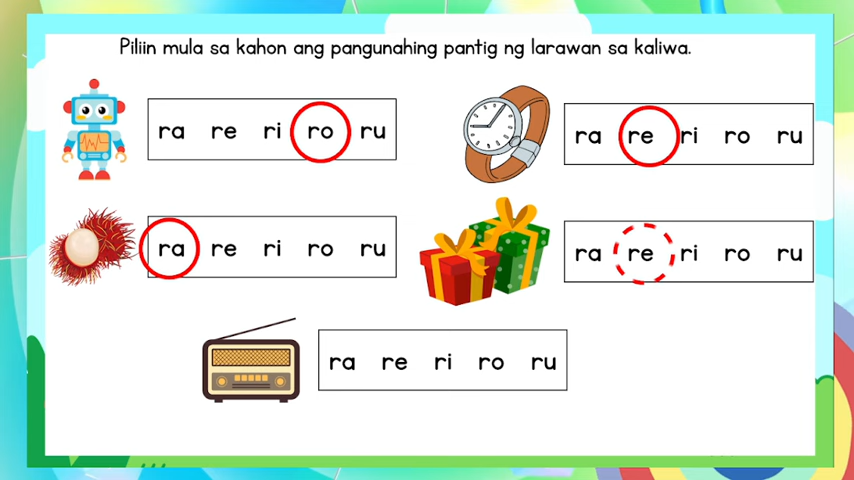 Piliin mula sa kahon ang pangunahing pantig ng larawan sa kaliwa.
ra re ri ro ru
ra re ri ro ru
ra re ri ro ru
ra re ri ro ru
ra re ri ro ru